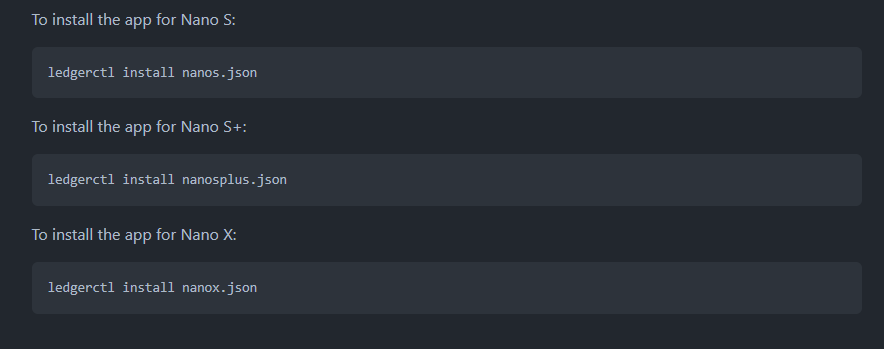 To install the app for Nano S:
ledgerctl install nanos.json
To install the app for Nano S+:
ledgerctl install nanosplus.json
To install the app for Nano X:
ledgerctl install nanox.json